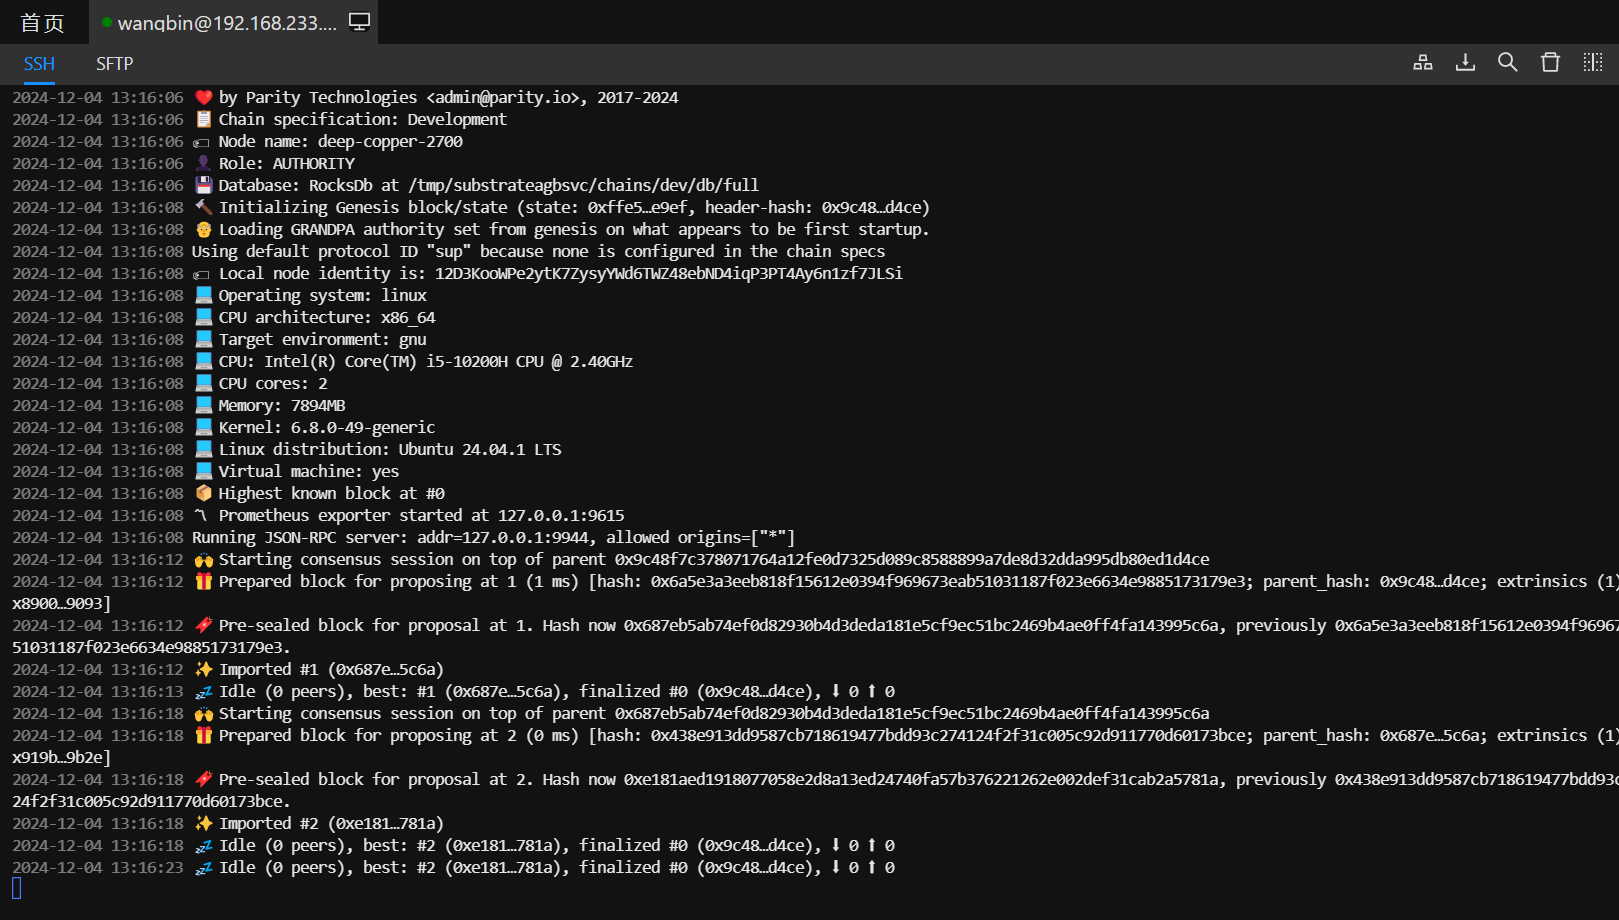 首页
wangbin@192.168.233....
SSH SFTP
2024-12-04 13:16:06 ❤️ by Parity Technologies <admin@parity.io>, 2017-2024
2024-12-04 13:16:06 📋 Chain specification: Development
2024-12-04 13:16:06 🏷 Node name: deep-copper-2700
2024-12-04 13:16:06 👤 Role: AUTHORITY
2024-12-04 13:16:06 💾 Database: RocksDb at /tmp/substrateagbsvc/chains/dev/db/full
2024-12-04 13:16:08 🔨 Initializing Genesis block/state (state: 0xffe5…e9ef, header-hash: 0x9c48…d4ce)
2024-12-04 13:16:08 👴 Loading GRANDPA authority set from genesis on what appears to be first startup.
2024-12-04 13:16:08 Using default protocol ID "sup" because none is configured in the chain specs
2024-12-04 13:16:08 🏷 Local node identity is: 12D3KooWPe2ytK7ZysyYWd6TWZ48ebND4iqP3PT4Ay6n1zf7JLSi
2024-12-04 13:16:08 💻 Operating system: linux
2024-12-04 13:16:08 💻 CPU architecture: x86_64
2024-12-04 13:16:08 💻 Target environment: gnu
2024-12-04 13:16:08 💻 CPU: Intel(R) Core(TM) i5-10200H CPU @ 2.40GHz
2024-12-04 13:16:08 💻 CPU cores: 2
2024-12-04 13:16:08 💻 Memory: 7894MB
2024-12-04 13:16:08 💻 Kernel: 6.8.0-49-generic
2024-12-04 13:16:08 💻 Linux distribution: Ubuntu 24.04.1 LTS
2024-12-04 13:16:08 💻 Virtual machine: yes
2024-12-04 13:16:08 📦 Highest known block at #0
2024-12-04 13:16:08 〽️ Prometheus exporter started at 127.0.0.1:9615
2024-12-04 13:16:08 Running JSON-RPC server: addr=127.0.0.1:9944, allowed origins=["*"]
2024-12-04 13:16:12 🙌 Starting consensus session on top of parent 0x9c48f7c378071764a12fe0d7325d089c8588899a7de8d32dda995db80ed1d4ce
2024-12-04 13:16:12 🎁 Prepared block for proposing at 1 (1 ms) [hash: 0x6a5e3a3eeb818f15612e0394f969673eab51031187f023e6634e9885173179e3; parent_hash: 0x9c48…d4ce; extrinsics (1)
x8900…9093]
2024-12-04 13:16:12 🔖 Pre-sealed block for proposal at 1. Hash now 0x687eb5ab74ef0d82930b4d3deda181e5cf9ec51bc2469b4ae0ff4fa143995c6a, previously 0x6a5e3a3eeb818f15612e0394f96967
51031187f023e6634e9885173179e3.
2024-12-04 13:16:12 ✨ Imported #1 (0x687e…5c6a)
2024-12-04 13:16:13 💤 Idle (0 peers), best: #1 (0x687e…5c6a), finalized #0 (0x9c48…d4ce), ⬇ 0 ⬆ 0
2024-12-04 13:16:18 🙌 Starting consensus session on top of parent 0x687eb5ab74ef0d82930b4d3deda181e5cf9ec51bc2469b4ae0ff4fa143995c6a
2024-12-04 13:16:18 🎁 Prepared block for proposing at 2 (0 ms) [hash: 0x438e913dd9587cb718619477bdd93c274124f2f31c005c92d911770d60173bce; parent_hash: 0x687e…5c6a; extrinsics (1)
x919b…9b2e]
2024-12-04 13:16:18 🔖 Pre-sealed block for proposal at 2. Hash now 0xe181aed1918077058e2d8a13ed24740fa57b376221262e002def31cab2a5781a, previously 0x438e913dd9587cb718619477bdd93c
24f2f31c005c92d911770d60173bce.
2024-12-04 13:16:18 ✨ Imported #2 (0xe181…781a)
2024-12-04 13:16:18 💤 Idle (0 peers), best: #2 (0xe181…781a), finalized #0 (0x9c48…d4ce), ⬇ 0 ⬆ 0
2024-12-04 13:16:23 💤 Idle (0 peers), best: #2 (0xe181…781a), finalized #0 (0x9c48…d4ce), ⬇ 0 ⬆ 0